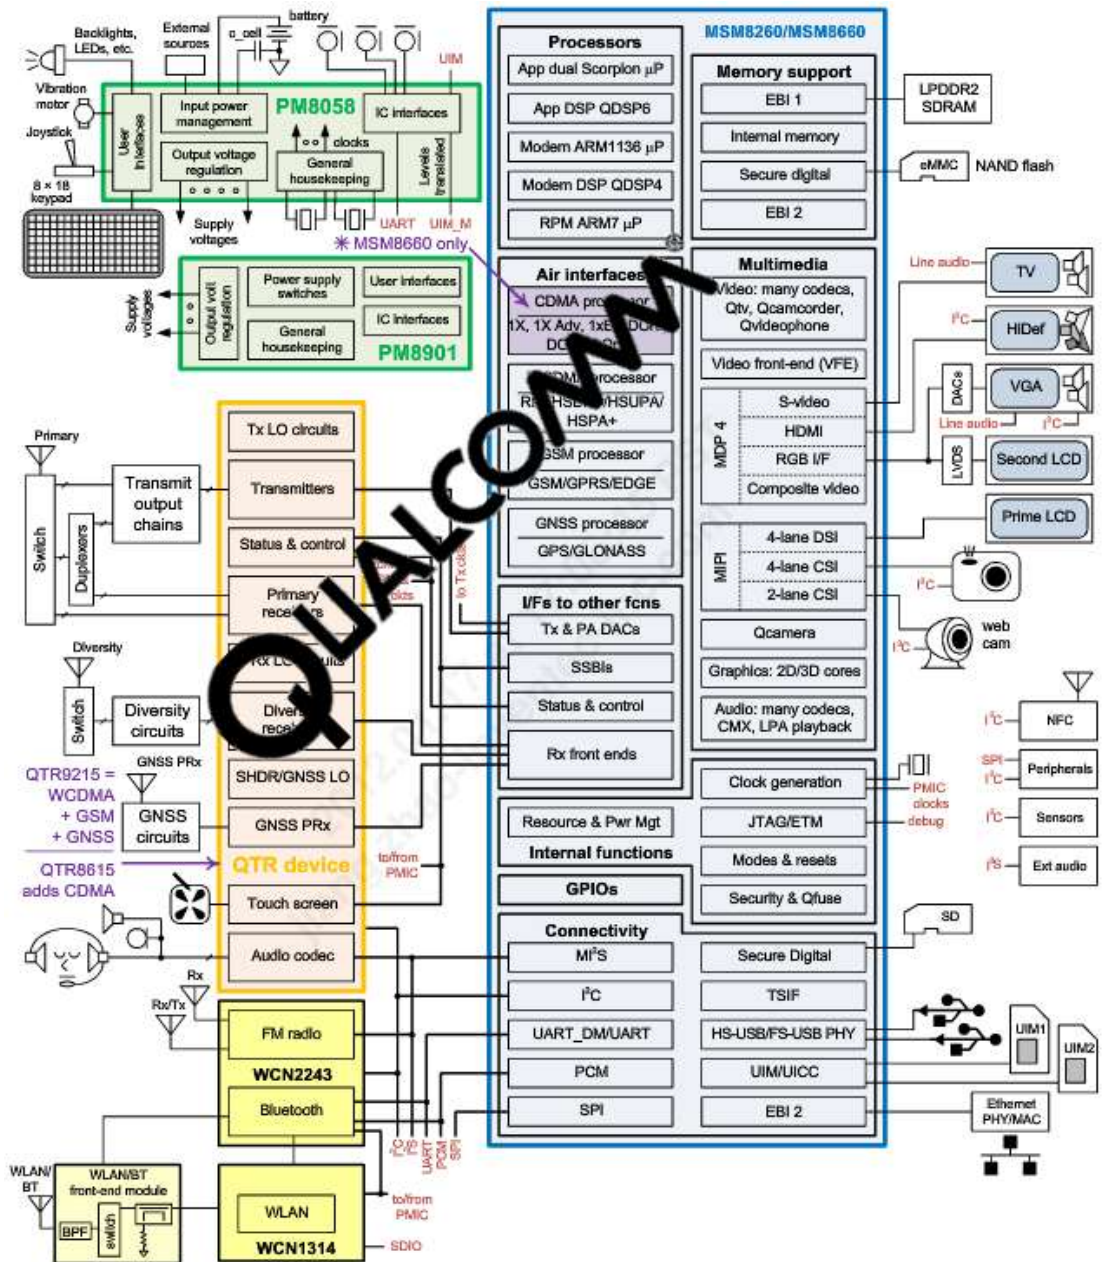 Backlights,
LEDs, etc.
External
sources
c_cell
battery
UIM
Vibration
motor
Joystick
8 × 18
keypad
User
Interfaces
Input power
management
PM8058
IC interfaces
Output voltage
regulation
clocks
General
housekeeping
Levels
translated
Supply
voltages
UART
UIM_M
✳ MSM8660 only
Supply
voltages
Output volt.
regulation
Power supply
switches
User Interfaces
General
housekeeping
IC Interfaces
PM8901
MSM8260/MSM8660
Processors
App dual Scorpion µP
App DSP QDSP6
Modem ARM1136 µP
Modem DSP QDSP4
RPM ARM7 µP
Memory support
EBI 1
Internal memory
Secure digital
EBI 2
LPDDR2
SDRAM
eMMC
NAND flash
Air interfaces
CDMA processor
1X, 1X Adv,
processor
HSPA+
GSM processor
GSM/GPRS/EDGE
GNSS processor
GPS/GLONASS
Multimedia
Video: many codecs,
Qtv, Qcamcorder,
Qvideophone
Video front-end (VFE)
MDP 4
S-video
HDMI
RGB I/F
Composite video
MIPI
4-lane DSI
4-lane CSI
2-lane CSI
Qcamera
Graphics: 2D/3D cores
Audio: many codecs,
CMX, LPA playback
Line audio
TV
I²C
HiDef
DACs
VGA
Line audio
I²C
LVDS
Second LCD
Prime LCD
I²C
web
cam
I²C
I²C
NFC
SPI
I²C
Peripherals
I²C
Sensors
I²S
Ext audio
Primary
Switch
Duplexers
Transmit
output
chains
Tx LO circuits
Transmitters
Status & control
Primary
receivers
Rx LO circuits
Diversity
Switch
Diversity
circuits
SHDR/GNSS LO
GNSS PRx
GNSS
circuits
GNSS PRx
QTR9215 =
WCDMA
+ GSM
+ GNSS
QTR8615
adds CDMA
QTR device
Touch screen
Audio codec
to/from
PMIC
to Tx ckts
I/Fs to other fcns
Tx & PA DACs
SSBIs
Status & control
Rx front ends
Resource & Pwr Mgt
Internal functions
Clock generation
JTAG/ETM
Modes & resets
Security & Qfuse
PMIC
clocks
debug
GPIOs
Connectivity
MI²S
I²C
UART_DM/UART
PCM
SPI
Secure Digital
TSIF
HS-USB/FS-USB PHY
UIM/UICC
EBI 2
SD
UIM1
UIM2
Ethernet
PHY/MAC
Rx
Rx/Tx
FM radio
WCN2243
Bluetooth
I²C
I²S
UART
PCM
SPI
WLAN/
BT
WLAN/BT
front-end module
BPF
switch
WLAN
WCN1314
to/from
PMIC
SDIO
QUALCOMM